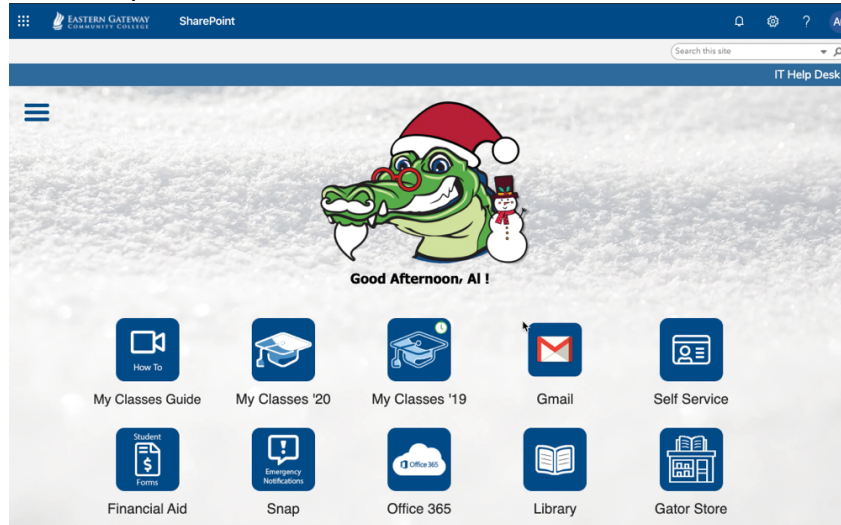 EASTERN GATEWAY
COMMUNITY COLLEGE
SharePoint
?
Search this site
IT Help Desk
Good Afternoon, Al !
How To
My Classes Guide
My Classes '20
My Classes '19
Gmail
Self Service
Student
$
Forms
Financial Aid
Emergency
Notifications
Snap
Office 365
Office 365
Library
Gator Store